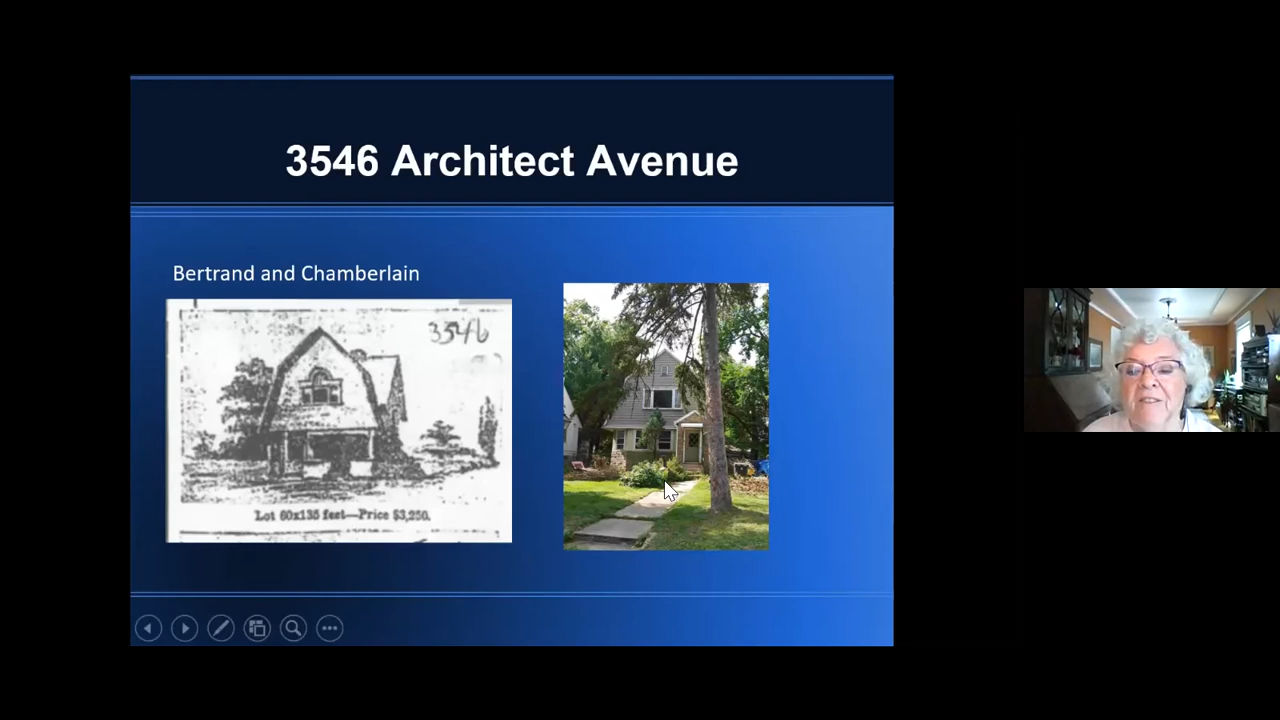 3546 Architect Avenue
Bertrand and Chamberlain
3546
Lot 60x135 feet—Price $3,250.